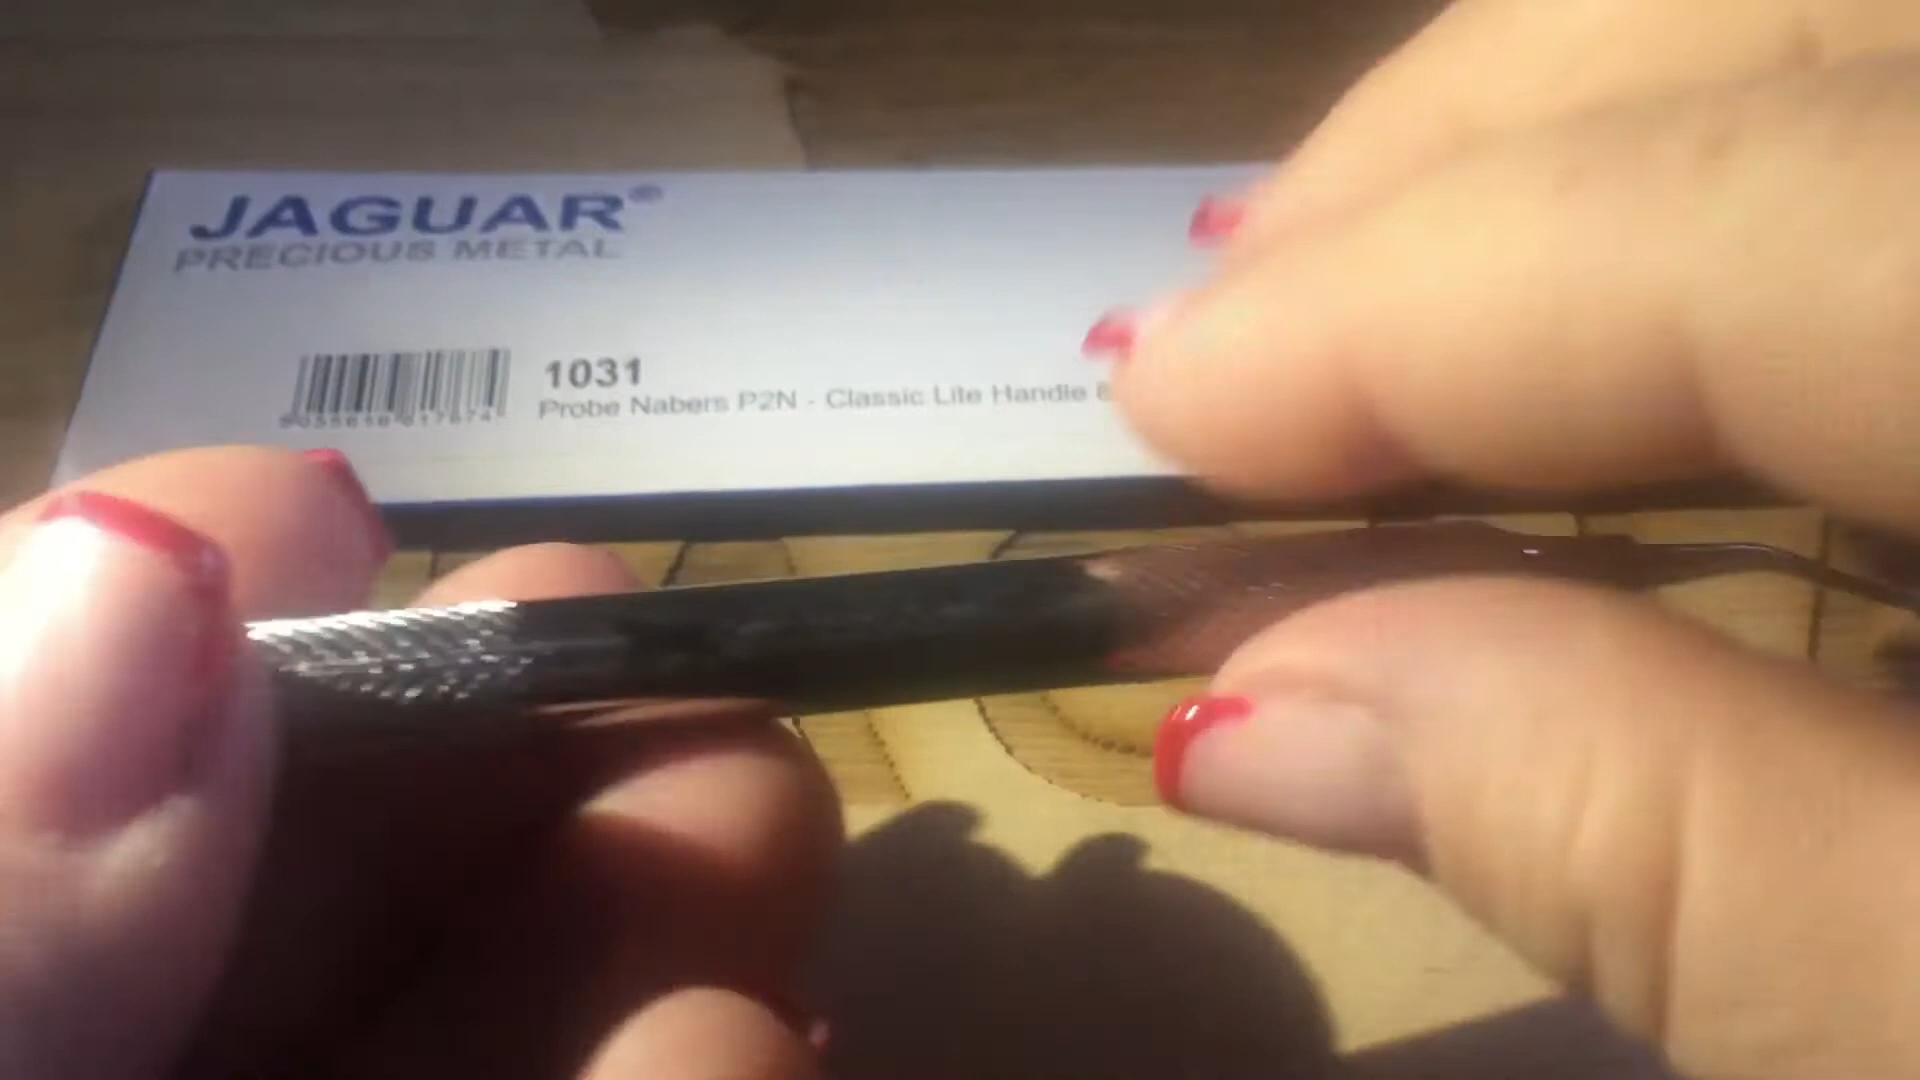 JAGUAR®
PRECIOUS METAL
1031
Probe Nabers P2N - Classic Lite Handle